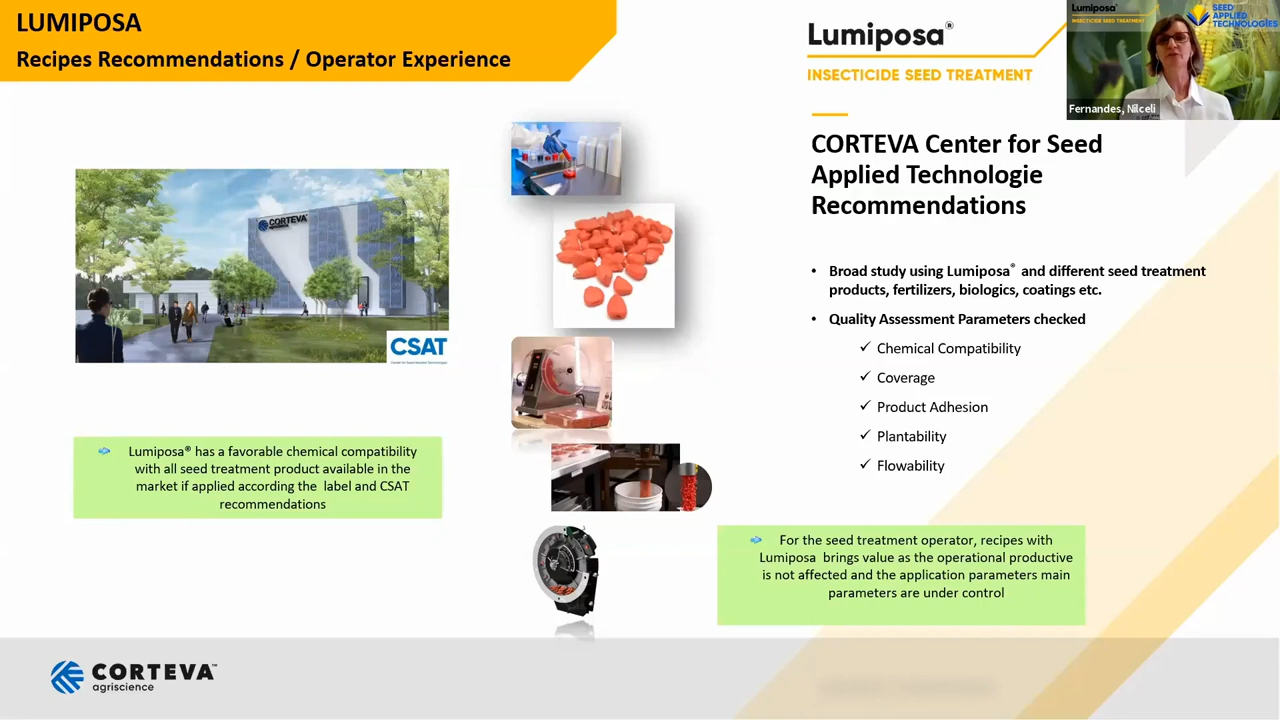 LUMIPOSA
Recipes Recommendations / Operator Experience
Lumiposa®
INSECTICIDE SEED TREATMENT
Lumiposa®
INSECTICIDE SEED TREATMENT
SEED
APPLIED
TECHNOLOGIES
Fernandes, Nilceli
CORTEVA Center for Seed
Applied Technologie
Recommendations
• Broad study using Lumiposa® and different seed treatment
products, fertilizers, biologics, coatings etc.
• Quality Assessment Parameters checked
✓ Chemical Compatibility
✓ Coverage
✓ Product Adhesion
✓ Plantability
✓ Flowability
CORTEVA
CSAT
Lumiposa® has a favorable chemical compatibility
with all seed treatment product available in the
market if applied according the label and CSAT
recommendations
For the seed treatment operator, recipes with
Lumiposa brings value as the operational productive
is not affected and the application parameters main
parameters are under control
CORTEVA™
agriscience